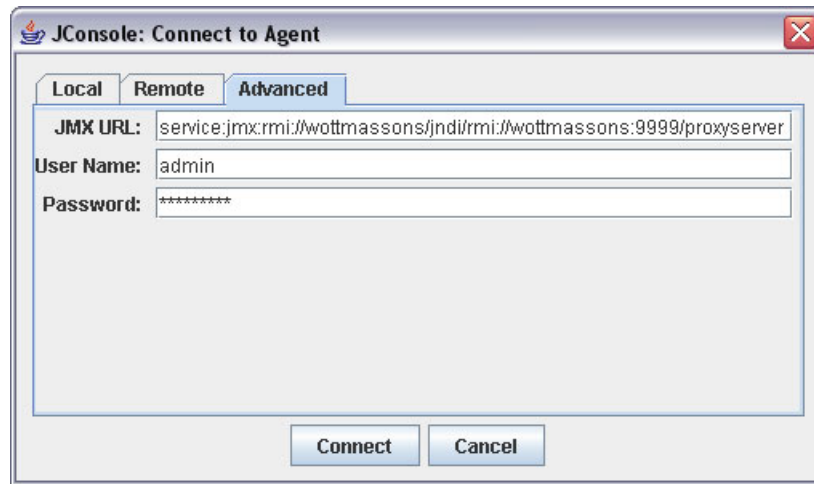 JConsole: Connect to Agent
Local Remote Advanced
JMX URL: service:jmx:rmi://wottmassons/jndi/rmi://wottmassons:9999/proxyserver
User Name: admin
Password: *********
Connect Cancel